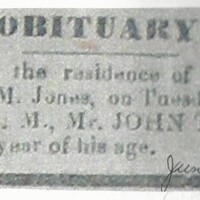 OBITUARY
the residence of
M. Jones, on Tues
. M., Mr. JOHN
year of his age.